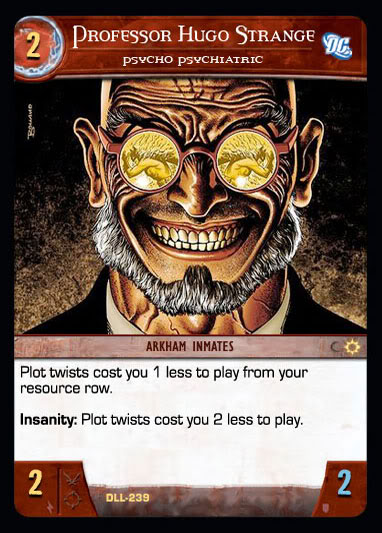 2
PROFESSOR HUGO STRANGE
PSYCHO PSYCHIATRIC
DC
ARKHAM INMATES
Plot twists cost you 1 less to play from your
resource row.
Insanity: Plot twists cost you 2 less to play.
2
DLL-239
2